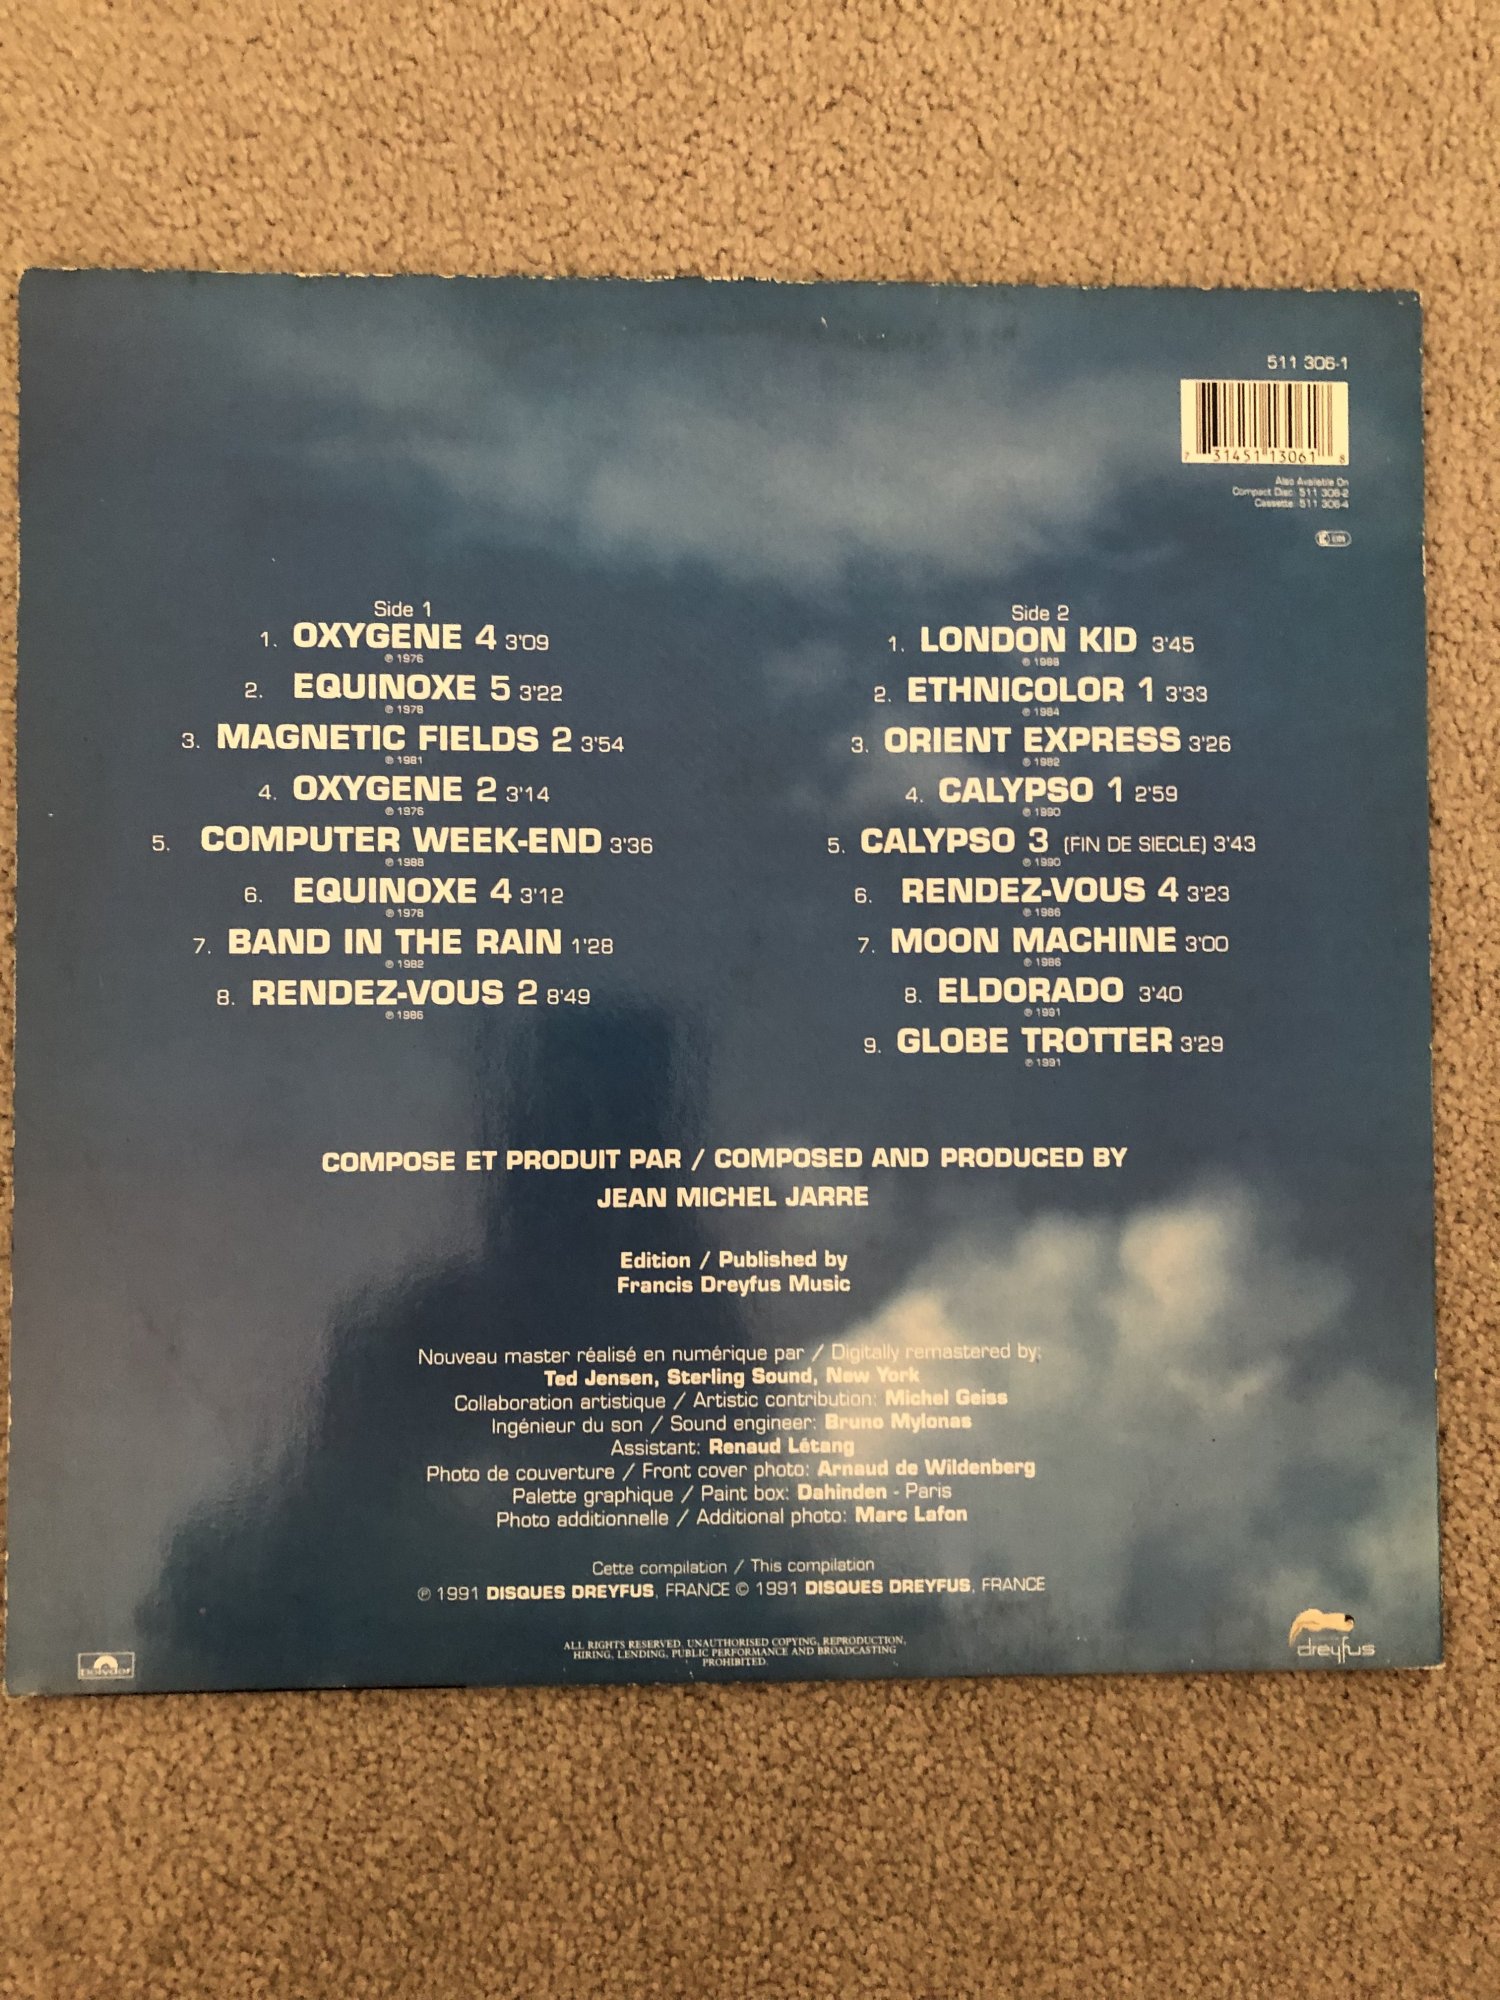 511 306-1
7 31451 13061 8
Also Available On
Compact Disc: 511 306-2
Cassette: 511 306-4
Side 1
1. OXYGENE 4 3'09
℗ 1976
2. EQUINOXE 5 3'22
℗ 1978
3. MAGNETIC FIELDS 2 3'54
℗ 1981
4. OXYGENE 2 3'14
℗ 1976
5. COMPUTER WEEK-END 3'36
℗ 1988
6. EQUINOXE 4 3'12
℗ 1978
7. BAND IN THE RAIN 1'28
℗ 1982
8. RENDEZ-VOUS 2 8'49
℗ 1986
Side 2
1. LONDON KID 3'45
℗ 1988
2. ETHNICOLOR 1 3'33
℗ 1984
3. ORIENT EXPRESS 3'26
℗ 1982
4. CALYPSO 1 2'59
℗ 1990
5. CALYPSO 3 (FIN DE SIECLE) 3'43
℗ 1990
6. RENDEZ-VOUS 4 3'23
℗ 1986
7. MOON MACHINE 3'00
℗ 1986
8. ELDORADO 3'40
℗ 1991
9. GLOBE TROTTER 3'29
℗ 1991
COMPOSE ET PRODUIT PAR / COMPOSED AND PRODUCED BY
JEAN MICHEL JARRE
Edition / Published by
Francis Dreyfus Music
Nouveau master réalisé en numérique par / Digitally remastered by:
Ted Jensen, Sterling Sound, New York
Collaboration artistique / Artistic contribution: Michel Geiss
Ingénieur du son / Sound engineer: Bruno Mylonas
Assistant: Renaud Létang
Photo de couverture / Front cover photo: Arnaud de Wildenberg
Palette graphique / Paint box: Dahinden - Paris
Photo additionnelle / Additional photo: Marc Lafon
Cette compilation / This compilation
℗ 1991 DISQUES DREYFUS, FRANCE © 1991 DISQUES DREYFUS, FRANCE
ALL RIGHTS RESERVED. UNAUTHORISED COPYING, REPRODUCTION,
HIRING, LENDING, PUBLIC PERFORMANCE AND BROADCASTING
PROHIBITED.
polydor
dreyfus